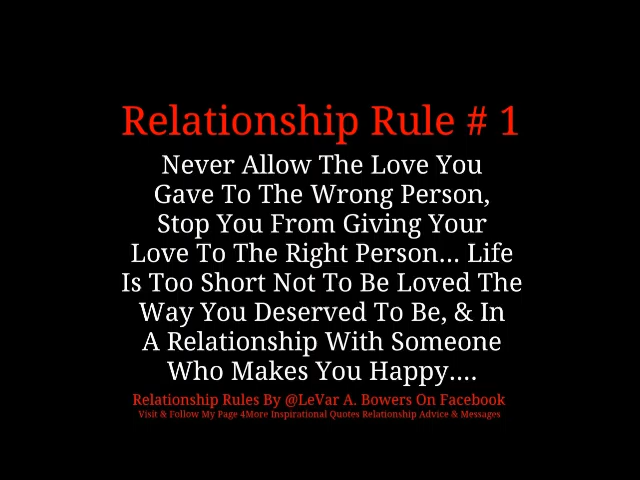 Relationship Rule # 1
Never Allow The Love You
Gave To The Wrong Person,
Stop You From Giving Your
Love To The Right Person... Life
Is Too Short Not To Be Loved The
Way You Deserved To Be, & In
A Relationship With Someone
Who Makes You Happy....
Relationship Rules By @LeVar A. Bowers On Facebook
Visit & Follow My Page 4More Inspirational Quotes Relationship Advice & Messages